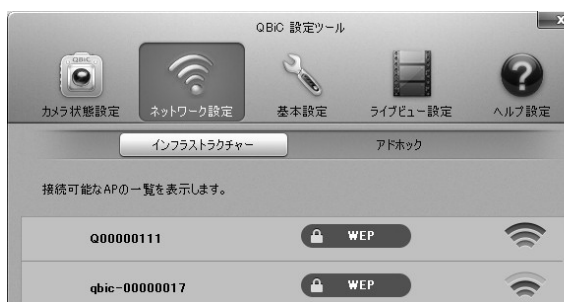 QBiC 設定ツール
QBiC
カメラ状態設定 ネットワーク設定 基本設定 ライブビュー設定 ヘルプ設定
インフラストラクチャー アドホック
接続可能なAPの一覧を表示します。
Q00000111 WEP
qbic-00000017 WEP